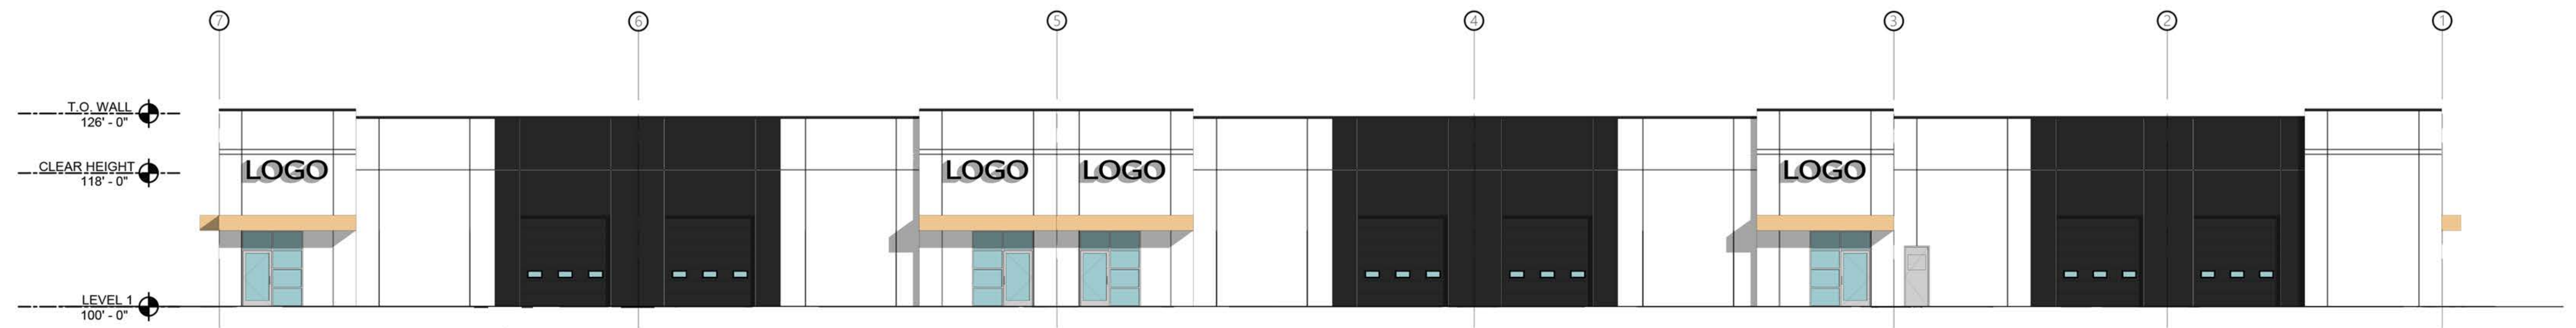 7 6 5 4 3 2 1
T.O. WALL
126' - 0"
CLEAR HEIGHT
118' - 0"
LOGO LOGO LOGO LOGO
LEVEL 1
100' - 0"